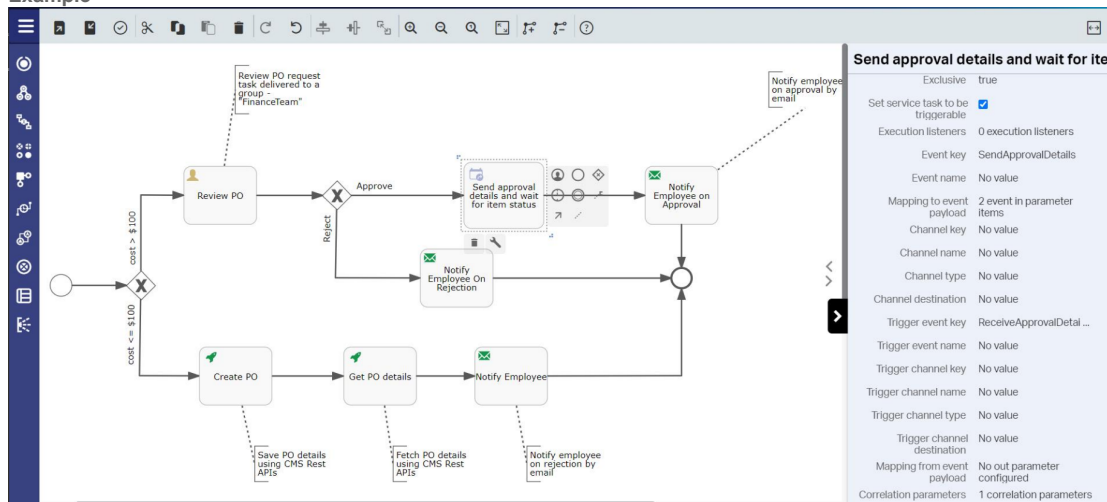 Example
Send approval details and wait for ite
Exclusive true
Set service task to be
triggerable
Execution listeners 0 execution listeners
Event key SendApprovalDetails
Event name No value
Mapping to event 2 event in parameter
payload items
Channel key No value
Channel name No value
Channel type No value
Channel destination No value
Trigger event key ReceiveApprovalDetai ...
Trigger event name No value
Trigger channel key No value
Trigger channel name No value
Trigger channel type No value
Trigger channel No value
destination
Mapping from event No out parameter
payload configured
Correlation parameters 1 correlation parameters
Review PO request
task delivered to a
group -
"FinanceTeam"
Notify employee
on approval by
email
Review PO
Approve
Send approval
details and wait
for item status
Notify
Employee on
Approval
cost > $100
Reject
Notify
Employee On
Rejection
cost <= $100
Create PO
Get PO details
Notify Employee
Save PO details
using CMS Rest
APIs
Fetch PO details
using CMS Rest
APIs
Notify employee
on rejection by
email